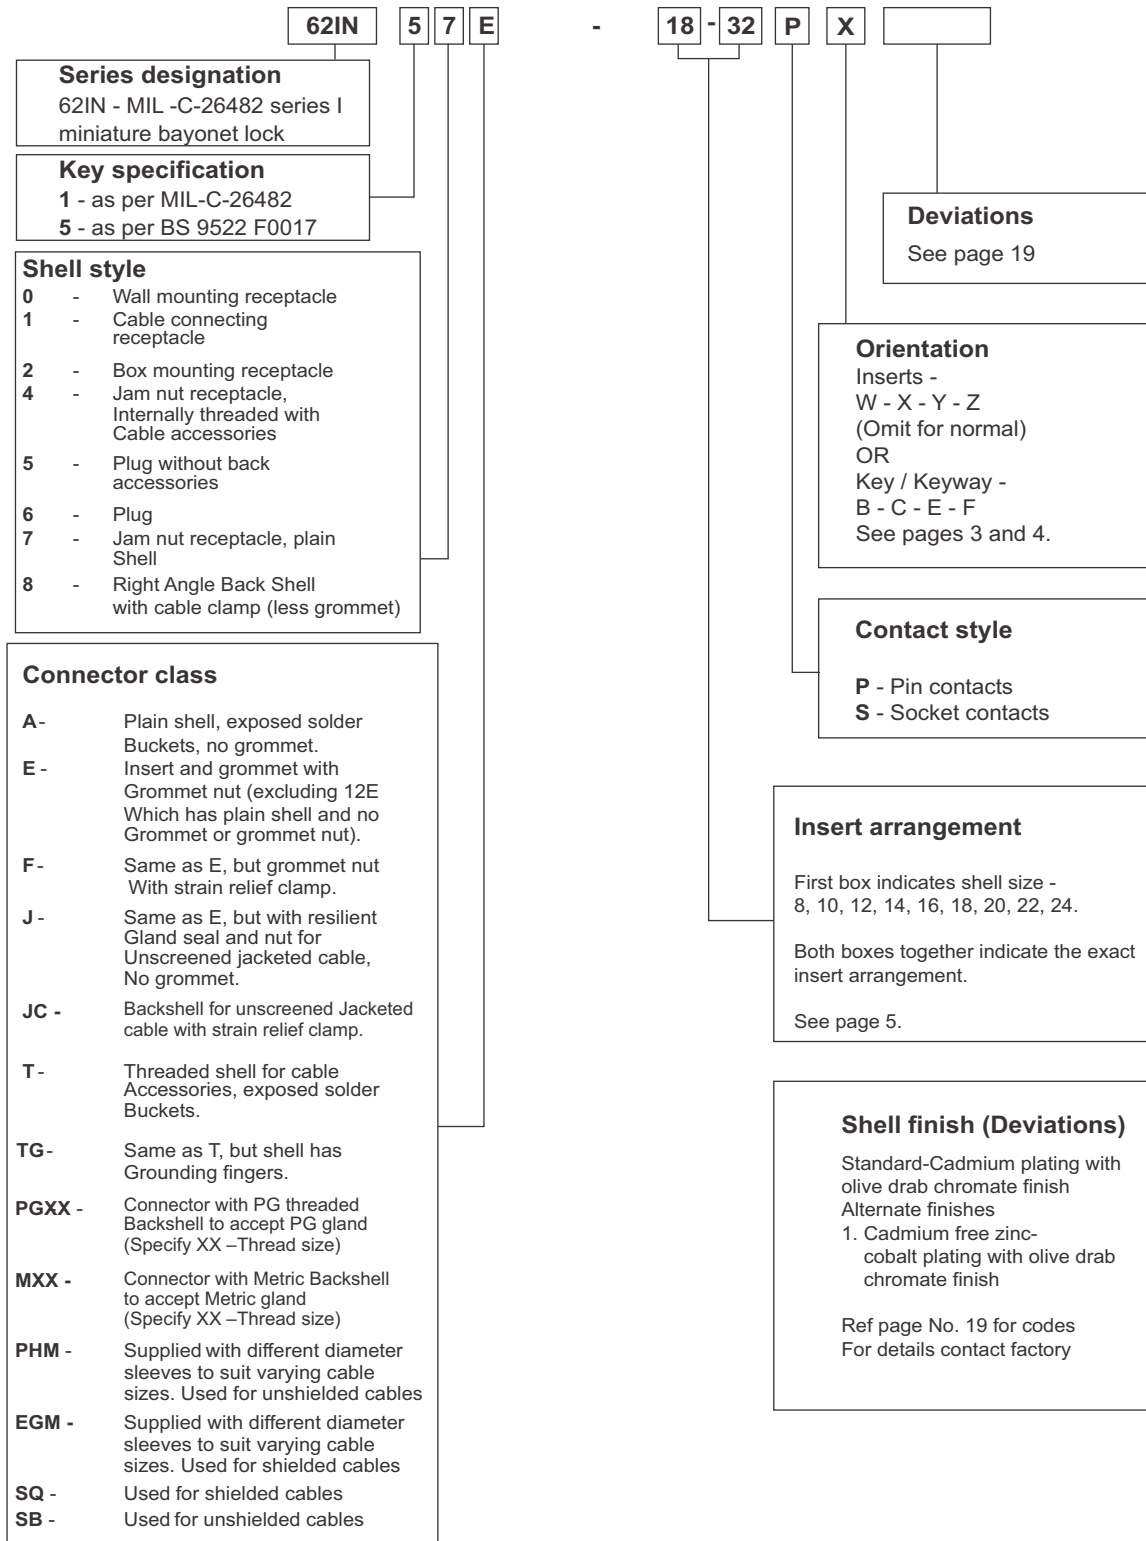 62IN 5 7 E - 18 - 32 P X
Series designation
62IN - MIL -C-26482 series I
miniature bayonet lock
Key specification
1 - as per MIL-C-26482
5 - as per BS 9522 F0017
Shell style
0 - Wall mounting receptacle
1 - Cable connecting
receptacle
2 - Box mounting receptacle
4 - Jam nut receptacle,
Internally threaded with
Cable accessories
5 - Plug without back
accessories
6 - Plug
7 - Jam nut receptacle, plain
Shell
8 - Right Angle Back Shell
with cable clamp (less grommet)
Connector class
A - Plain shell, exposed solder
Buckets, no grommet.
E - Insert and grommet with
Grommet nut (excluding 12E
Which has plain shell and no
Grommet or grommet nut).
F - Same as E, but grommet nut
With strain relief clamp.
J - Same as E, but with resilient
Gland seal and nut for
Unscreened jacketed cable,
No grommet.
JC - Backshell for unscreened Jacketed
cable with strain relief clamp.
T - Threaded shell for cable
Accessories, exposed solder
Buckets.
TG - Same as T, but shell has
Grounding fingers.
PGXX - Connector with PG threaded
Backshell to accept PG gland
(Specify XX –Thread size)
MXX - Connector with Metric Backshell
to accept Metric gland
(Specify XX –Thread size)
PHM - Supplied with different diameter
sleeves to suit varying cable
sizes. Used for unshielded cables
EGM - Supplied with different diameter
sleeves to suit varying cable
sizes. Used for shielded cables
SQ - Used for shielded cables
SB - Used for unshielded cables
Deviations
See page 19
Orientation
Inserts -
W - X - Y - Z
(Omit for normal)
OR
Key / Keyway -
B - C - E - F
See pages 3 and 4.
Contact style
P - Pin contacts
S - Socket contacts
Insert arrangement
First box indicates shell size -
8, 10, 12, 14, 16, 18, 20, 22, 24.
Both boxes together indicate the exact
insert arrangement.
See page 5.
Shell finish (Deviations)
Standard-Cadmium plating with
olive drab chromate finish
Alternate finishes
1. Cadmium free zinc-
cobalt plating with olive drab
chromate finish
Ref page No. 19 for codes
For details contact factory